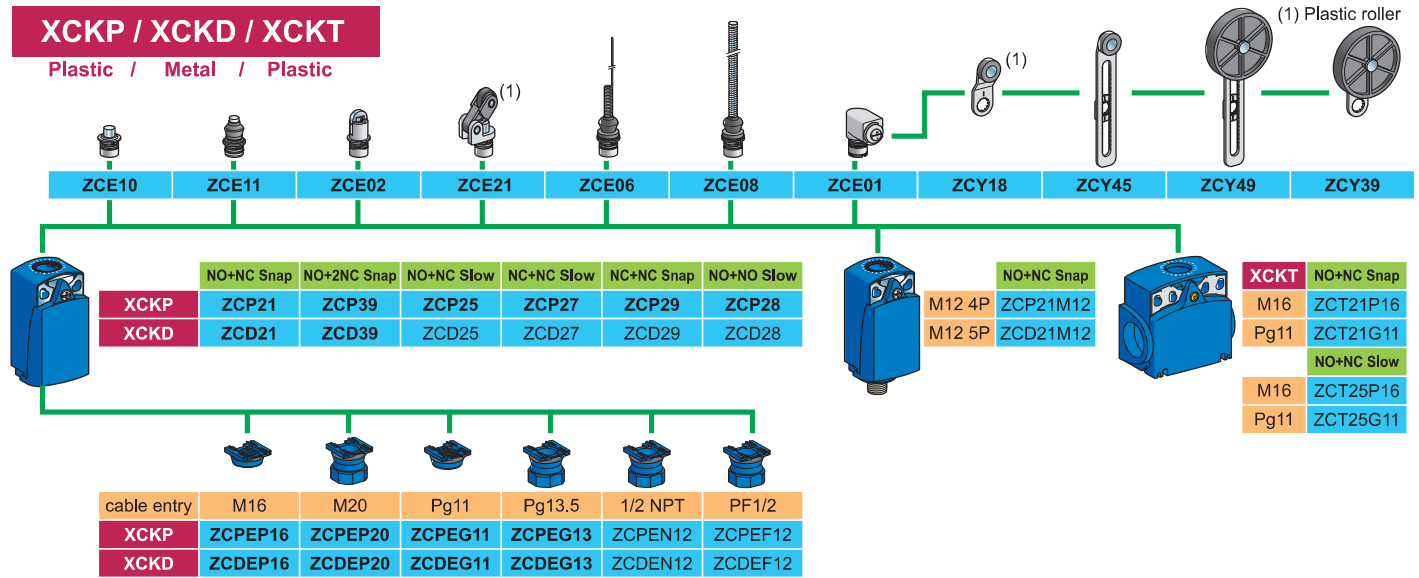 XCKP / XCKD / XCKT
Plastic / Metal / Plastic
(1) Plastic roller
(1)
(1)
ZCE10 ZCE11 ZCE02 ZCE21 ZCE06 ZCE08 ZCE01 ZCY18 ZCY45 ZCY49 ZCY39
NO+NC Snap NO+2NC Snap NO+NC Slow NC+NC Slow NC+NC Snap NO+NO Slow
XCKP ZCP21 ZCP39 ZCP25 ZCP27 ZCP29 ZCP28
XCKD ZCD21 ZCD39 ZCD25 ZCD27 ZCD29 ZCD28
NO+NC Snap
M12 4P ZCP21M12
M12 5P ZCD21M12
XCKT NO+NC Snap
M16 ZCT21P16
Pg11 ZCT21G11
NO+NC Slow
M16 ZCT25P16
Pg11 ZCT25G11
cable entry M16 M20 Pg11 Pg13.5 1/2 NPT PF1/2
XCKP ZCPEP16 ZCPEP20 ZCPEG11 ZCPEG13 ZCPEN12 ZCPEF12
XCKD ZCDEP16 ZCDEP20 ZCDEG11 ZCDEG13 ZCDEN12 ZCDEF12